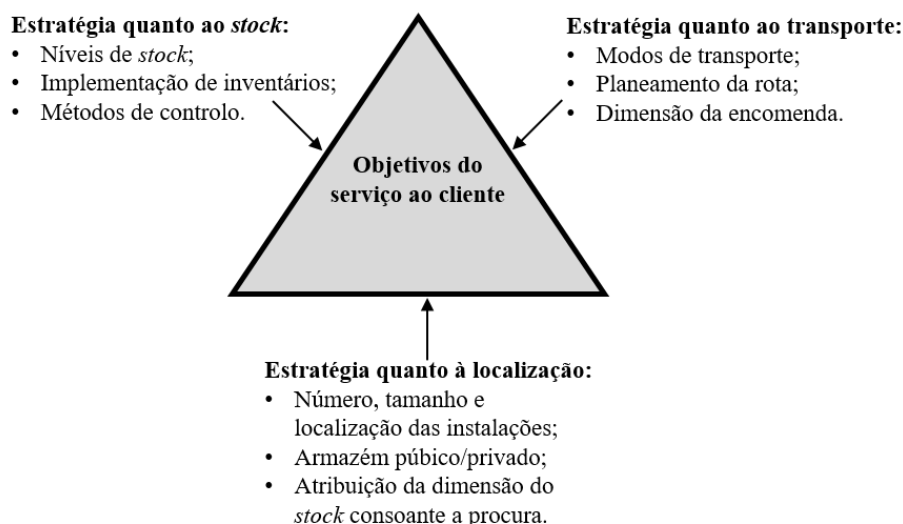 Estratégia quanto ao stock:
• Níveis de stock;
• Implementação de inventários;
• Métodos de controlo.
Estratégia quanto ao transporte:
• Modos de transporte;
• Planeamento da rota;
• Dimensão da encomenda.
Objetivos do
serviço ao cliente
Estratégia quanto à localização:
• Número, tamanho e
localização das instalações;
• Armazém púbico/privado;
• Atribuição da dimensão do
stock consoante a procura.